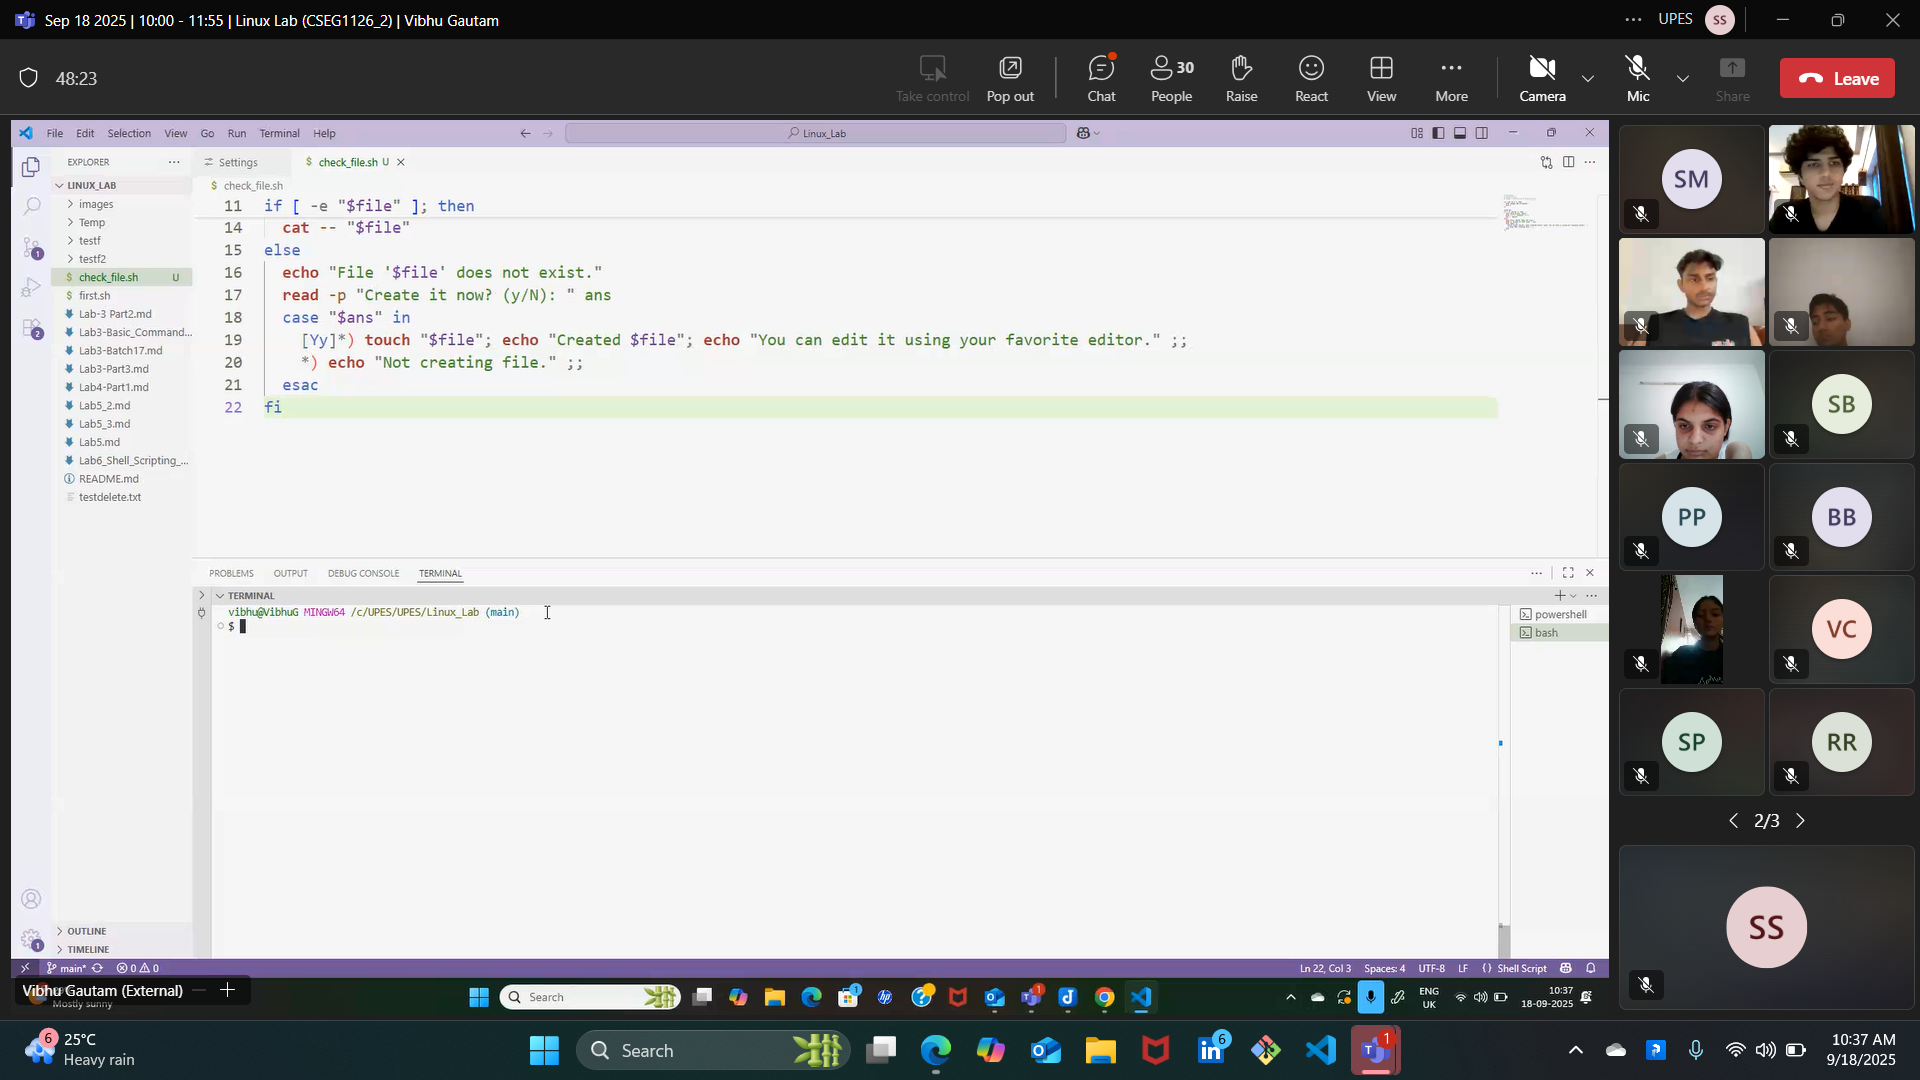 Sep 18 2025 | 10:00 - 11:55 | Linux Lab (CSEG1126_2) | Vibhu Gautam
UPES
SS
48:23
Take control
Pop out
Chat
30
People
Raise
React
View
More
Camera
Mic
Share
Leave
File Edit Selection View Go Run Terminal Help
Linux_Lab
EXPLORER
LINUX_LAB
images
Temp
testf
testf2
$ check_file.sh U
$ first.sh
Lab-3 Part2.md
Lab3-Basic_Command...
Lab3-Batch17.md
Lab3-Part3.md
Lab4-Part1.md
Lab5_2.md
Lab5_3.md
Lab5.md
Lab6_Shell_Scripting_...
README.md
testdelete.txt
OUTLINE
TIMELINE
Settings
$ check_file.sh U
$ check_file.sh
11 if [ -e "$file" ]; then
14 cat -- "$file"
15 else
16 echo "File '$file' does not exist."
17 read -p "Create it now? (y/N): " ans
18 case "$ans" in
19 [Yy]*) touch "$file"; echo "Created $file"; echo "You can edit it using your favorite editor." ;;
20 *) echo "Not creating file." ;;
21 esac
22 fi
PROBLEMS OUTPUT DEBUG CONSOLE TERMINAL
TERMINAL
vibhu@VibhuG MINGW64 /c/UPES/UPES/Linux_Lab (main)
$
powershell
bash
1
2
1
main* 0 0
Ln 22, Col 3 Spaces: 4 UTF-8 LF {} Shell Script
Vibhu Gautam (External)
Mostly sunny
Search
1
1
ENG
UK
10:37
18-09-2025
SM
SB
PP
BB
VC
SP
RR
2/3
SS
6
25°C
Heavy rain
Search
6
1
10:37 AM
9/18/2025